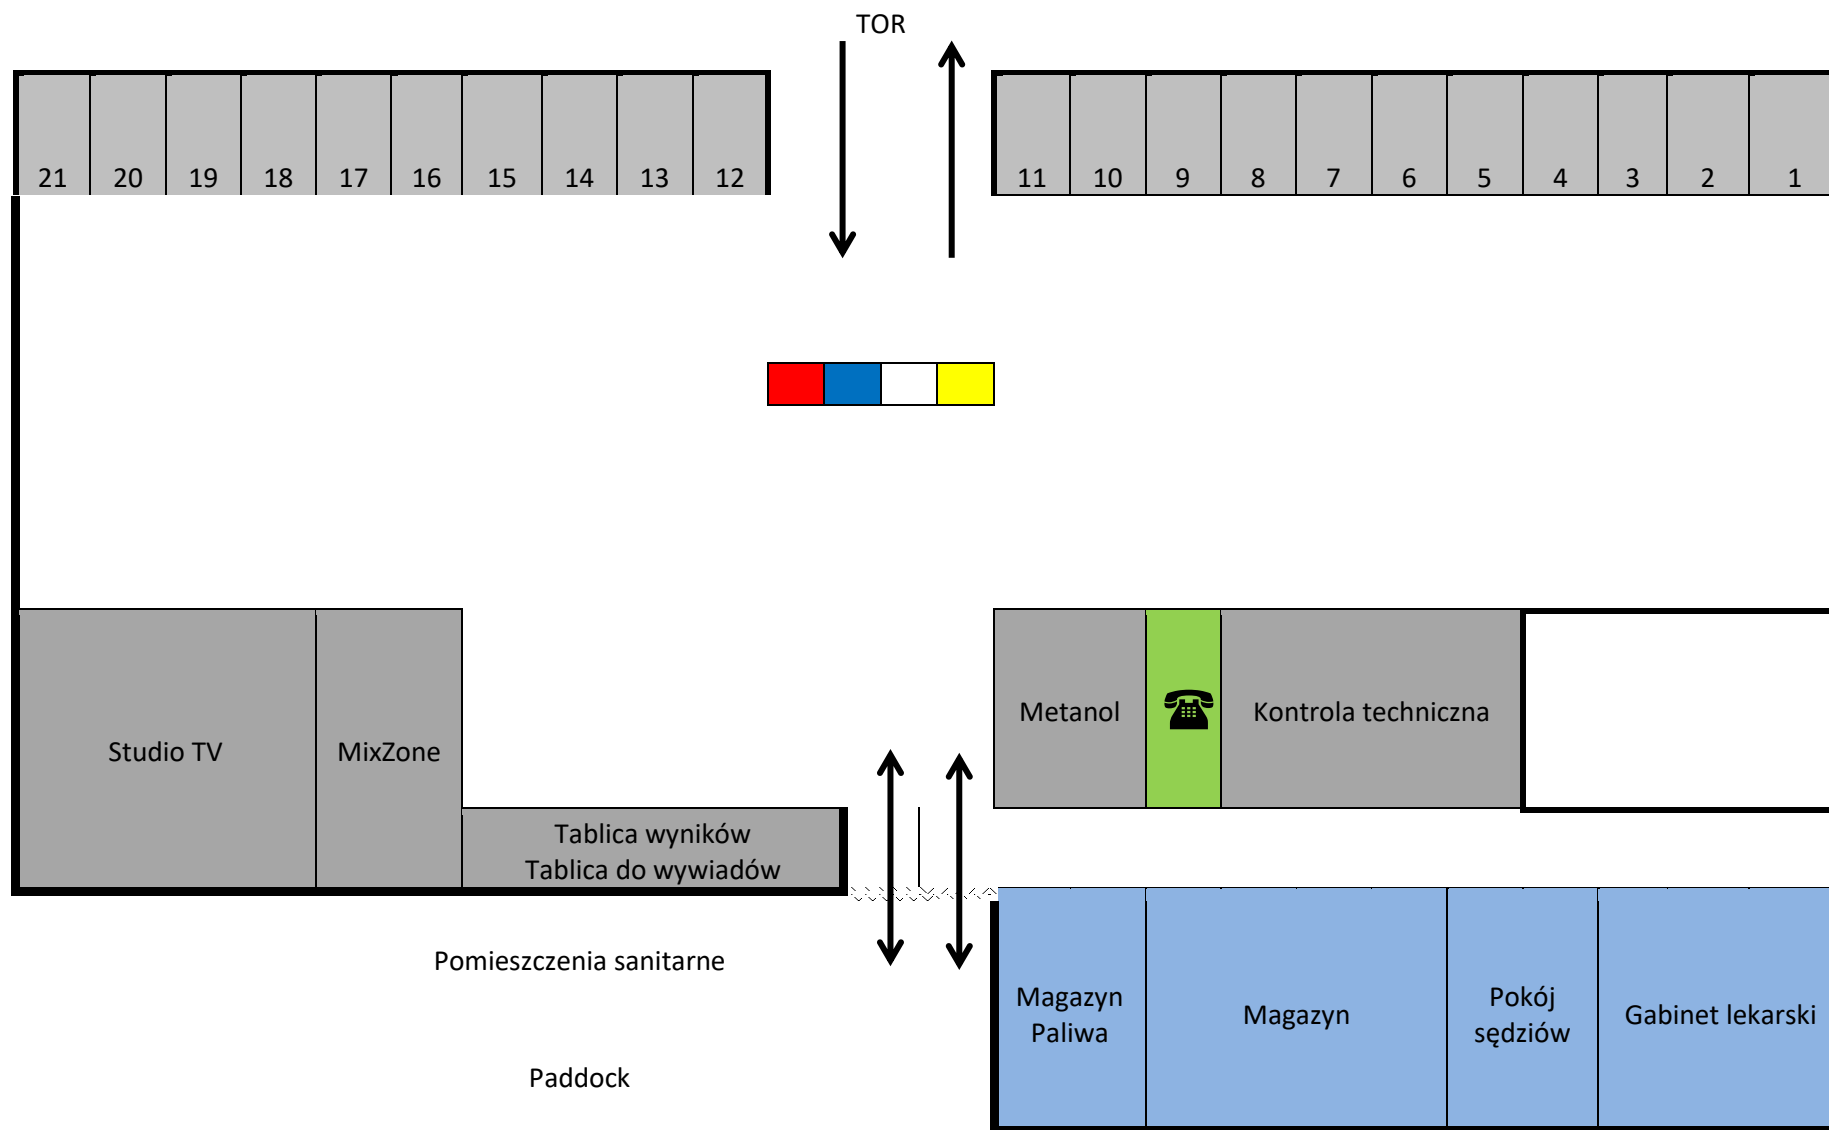 TOR
21 20 19 18 17 16 15 14 13 12 11 10 9 8 7 6 5 4 3 2 1
Studio TV
MixZone
Tablica wyników
Tablica do wywiadów
Metanol
Kontrola techniczna
Pomieszczenia sanitarne
Paddock
Magazyn
Paliwa
Magazyn
Pokój
sędziów
Gabinet lekarski